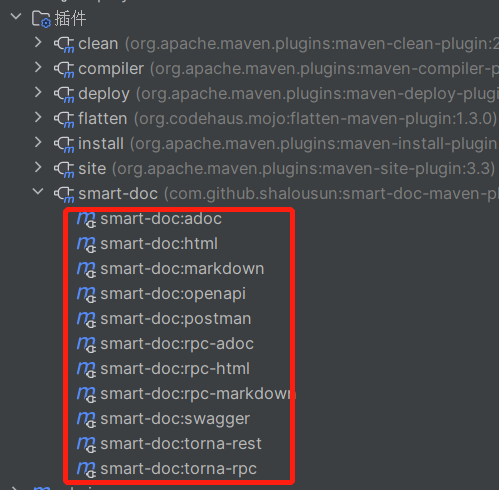 插件
clean (org.apache.maven.plugins:maven-clean-plugin:2
compiler (org.apache.maven.plugins:maven-compiler-p
deploy (org.apache.maven.plugins:maven-deploy-plug
flatten (org.codehaus.mojo:flatten-maven-plugin:1.3.0)
install (org.apache.maven.plugins:maven-install-plugin
site (org.apache.maven.plugins:maven-site-plugin:3.3)
smart-doc (com.github.shalousun:smart-doc-maven-pl
smart-doc:adoc
smart-doc:html
smart-doc:markdown
smart-doc:openapi
smart-doc:postman
smart-doc:rpc-adoc
smart-doc:rpc-html
smart-doc:rpc-markdown
smart-doc:swagger
smart-doc:torna-rest
smart-doc:torna-rpc